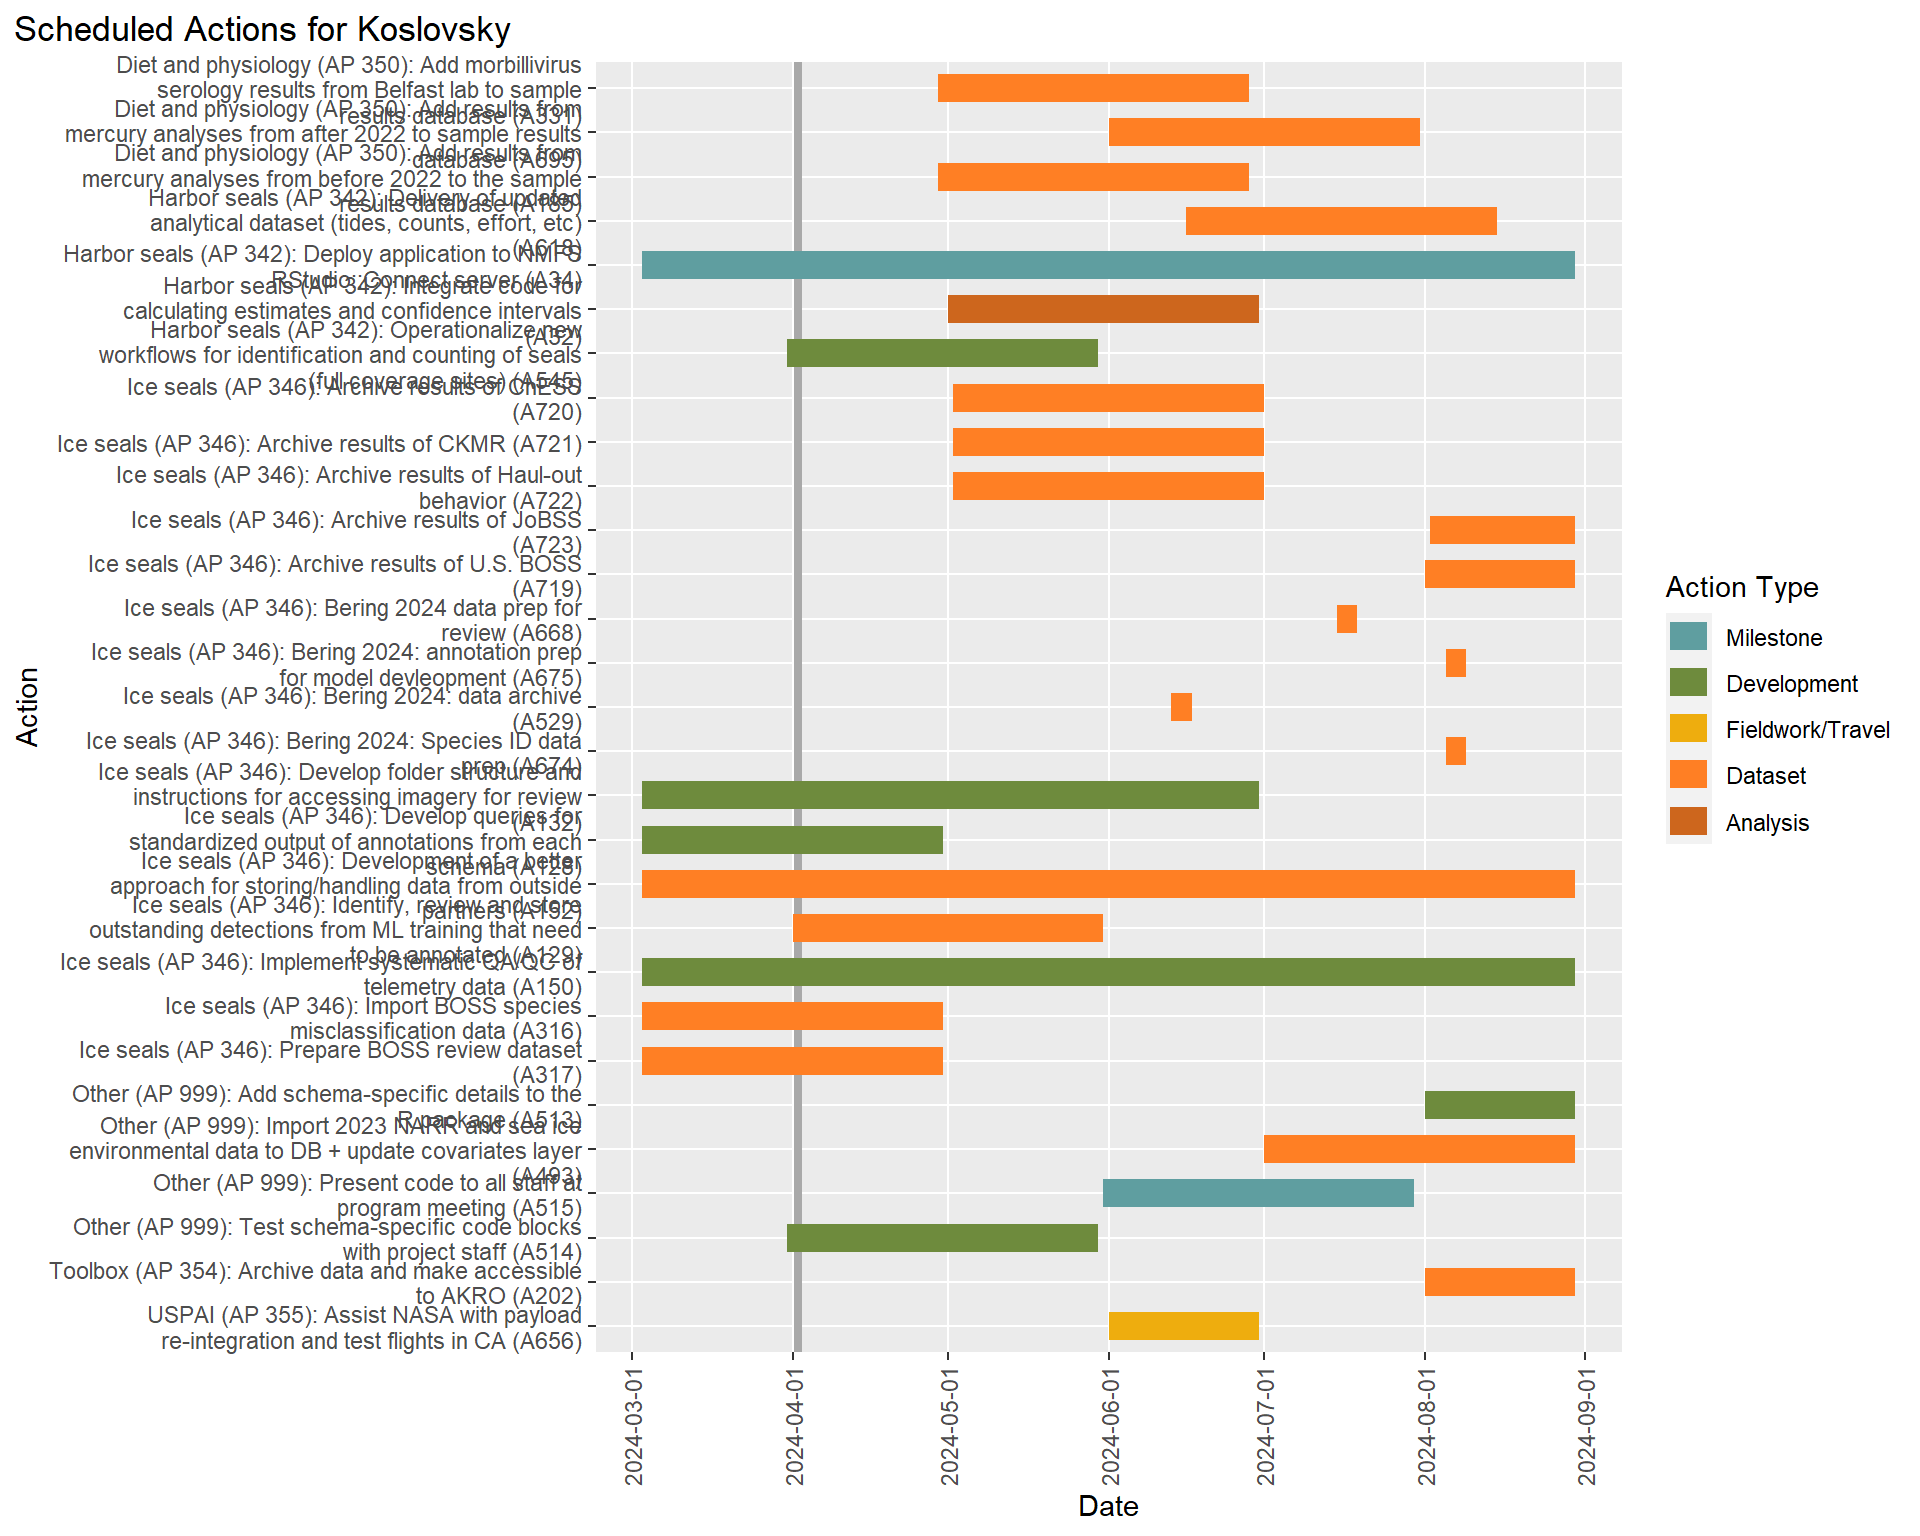 Scheduled Actions for Koslovsky
Diet and physiology (AP 350): Add morbillivirus
serology results from Belfast lab to sample
results database (A331)
Diet and physiology (AP 350): Add results from
mercury analyses from after 2022 to sample results
database (A695)
Diet and physiology (AP 350): Add results from
mercury analyses from before 2022 to the sample
results database (A185)
Harbor seals (AP 342): Delivery of updated
analytical dataset (tides, counts, effort, etc)
(A618)
Harbor seals (AP 342): Deploy application to NMFS
RStudio::Connect server (A34)
Harbor seals (AP 342): Integrate code for
calculating estimates and confidence intervals
(A32)
Harbor seals (AP 342): Operationalize new
workflows for identification and counting of seals
(full coverage sites) (A545)
Ice seals (AP 346): Archive results of ChESS
(A720)
Ice seals (AP 346): Archive results of CKMR (A721)
Ice seals (AP 346): Archive results of Haul-out
behavior (A722)
Ice seals (AP 346): Archive results of JoBSS
(A723)
Ice seals (AP 346): Archive results of U.S. BOSS
(A719)
Ice seals (AP 346): Bering 2024 data prep for
review (A668)
Ice seals (AP 346): Bering 2024: annotation prep
for model devleopment (A675)
Ice seals (AP 346): Bering 2024: data archive
(A529)
Ice seals (AP 346): Bering 2024: Species ID data
prep (A674)
Ice seals (AP 346): Develop folder structure and
instructions for accessing imagery for review
(A132)
Ice seals (AP 346): Develop queries for
standardized output of annotations from each
schema (A128)
Ice seals (AP 346): Development of a better
approach for storing/handling data from outside
partners (A152)
Ice seals (AP 346): Identify, review and store
outstanding detections from ML training that need
to be annotated (A129)
Ice seals (AP 346): Implement systematic QA/QC of
telemetry data (A150)
Ice seals (AP 346): Import BOSS species
misclassification data (A316)
Ice seals (AP 346): Prepare BOSS review dataset
(A317)
Other (AP 999): Add schema-specific details to the
R package (A513)
Other (AP 999): Import 2023 NARR and sea ice
environmental data to DB + update covariates layer
(A493)
Other (AP 999): Present code to all staff at
program meeting (A515)
Other (AP 999): Test schema-specific code blocks
with project staff (A514)
Toolbox (AP 354): Archive data and make accessible
to AKRO (A202)
USPAI (AP 355): Assist NASA with payload
re-integration and test flights in CA (A656)
Action
2024-03-01
2024-04-01
2024-05-01
2024-06-01
2024-07-01
2024-08-01
2024-09-01
Date
Action Type
Milestone
Development
Fieldwork/Travel
Dataset
Analysis